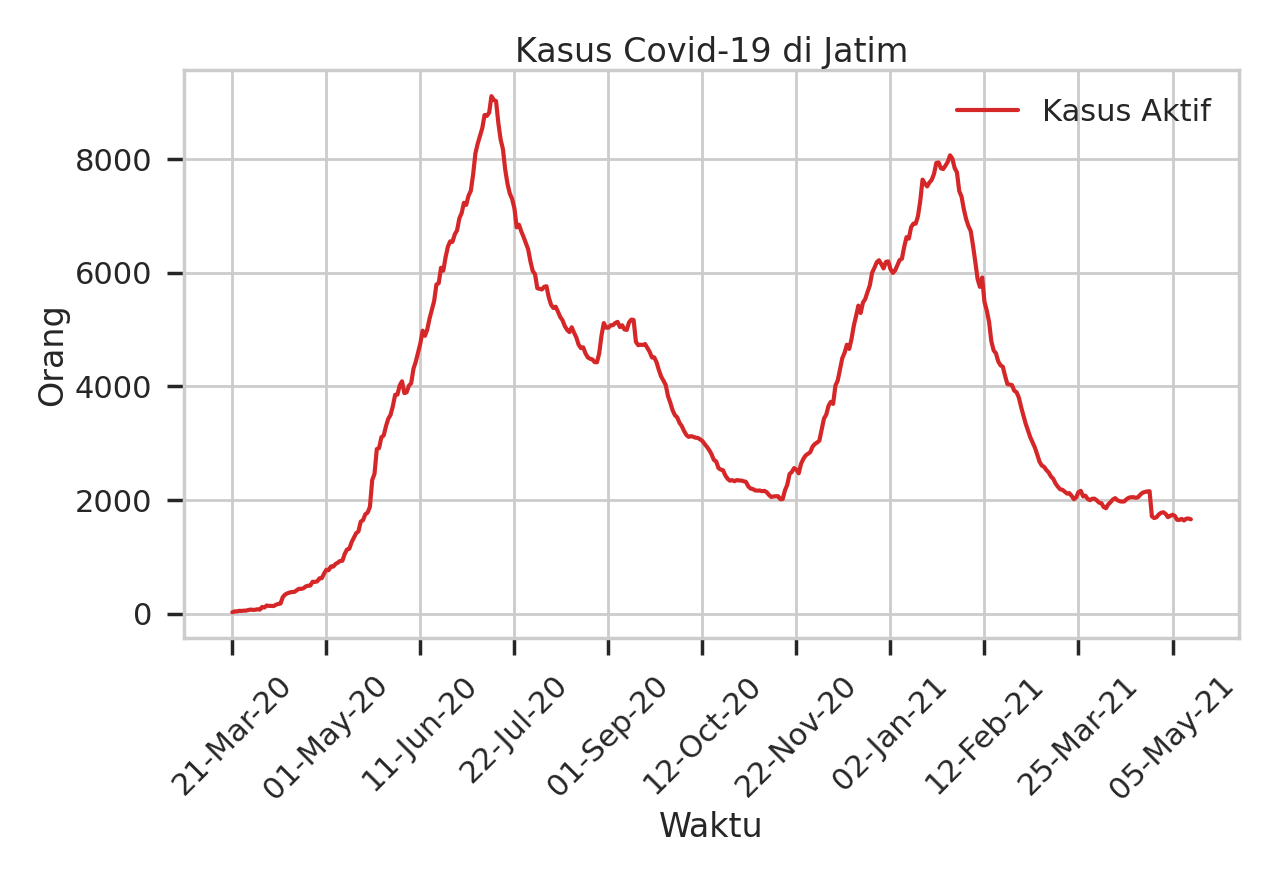 Kasus Covid-19 di Jatim
Kasus Aktif
Orang
8000
6000
4000
2000
0
21-Mar-20
01-May-20
11-Jun-20
22-Jul-20
01-Sep-20
12-Oct-20
22-Nov-20
02-Jan-21
12-Feb-21
25-Mar-21
05-May-21
Waktu